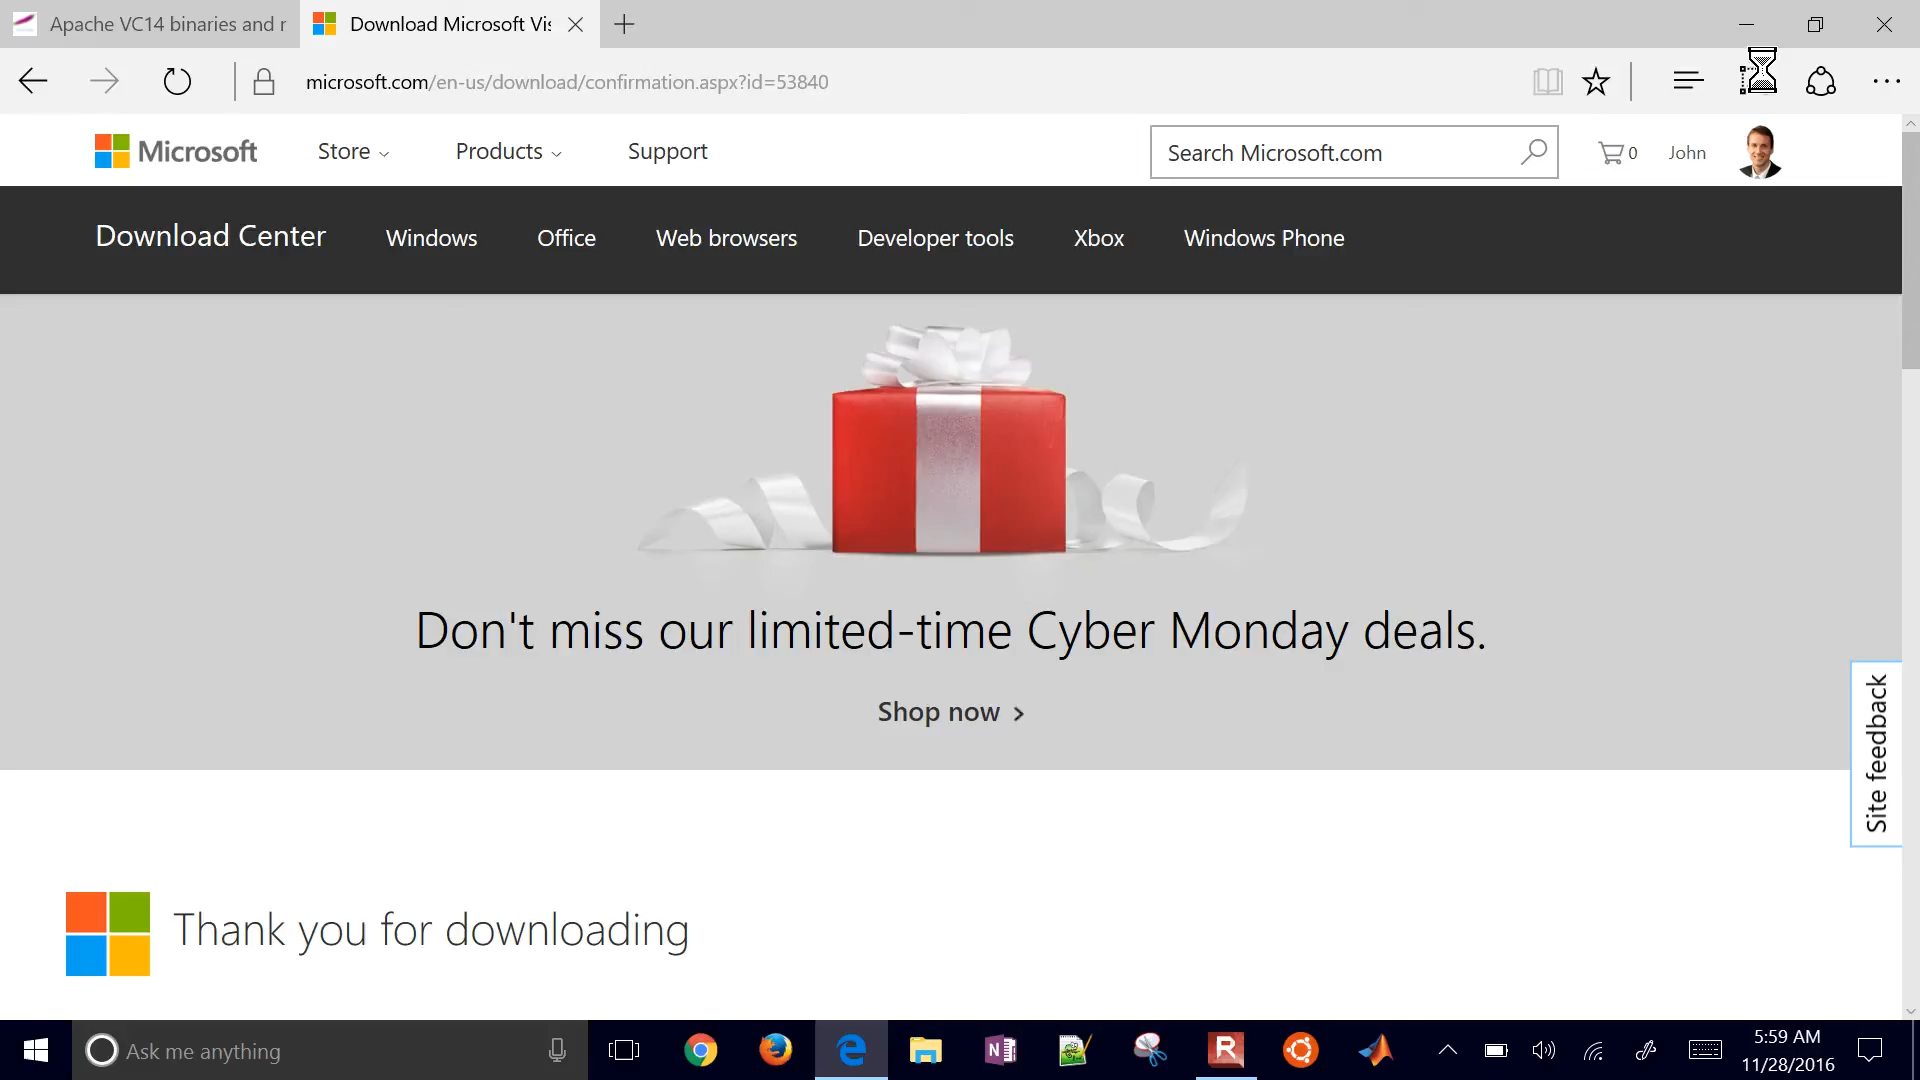 Apache VC14 binaries and r
Download Microsoft Vis
microsoft.com/en-us/download/confirmation.aspx?id=53840
Microsoft
Store
Products
Support
Search Microsoft.com
0
John
Download Center
Windows
Office
Web browsers
Developer tools
Xbox
Windows Phone
Don't miss our limited-time Cyber Monday deals.
Shop now
Site feedback
Thank you for downloading
Ask me anything
N
R
5:59 AM
11/28/2016